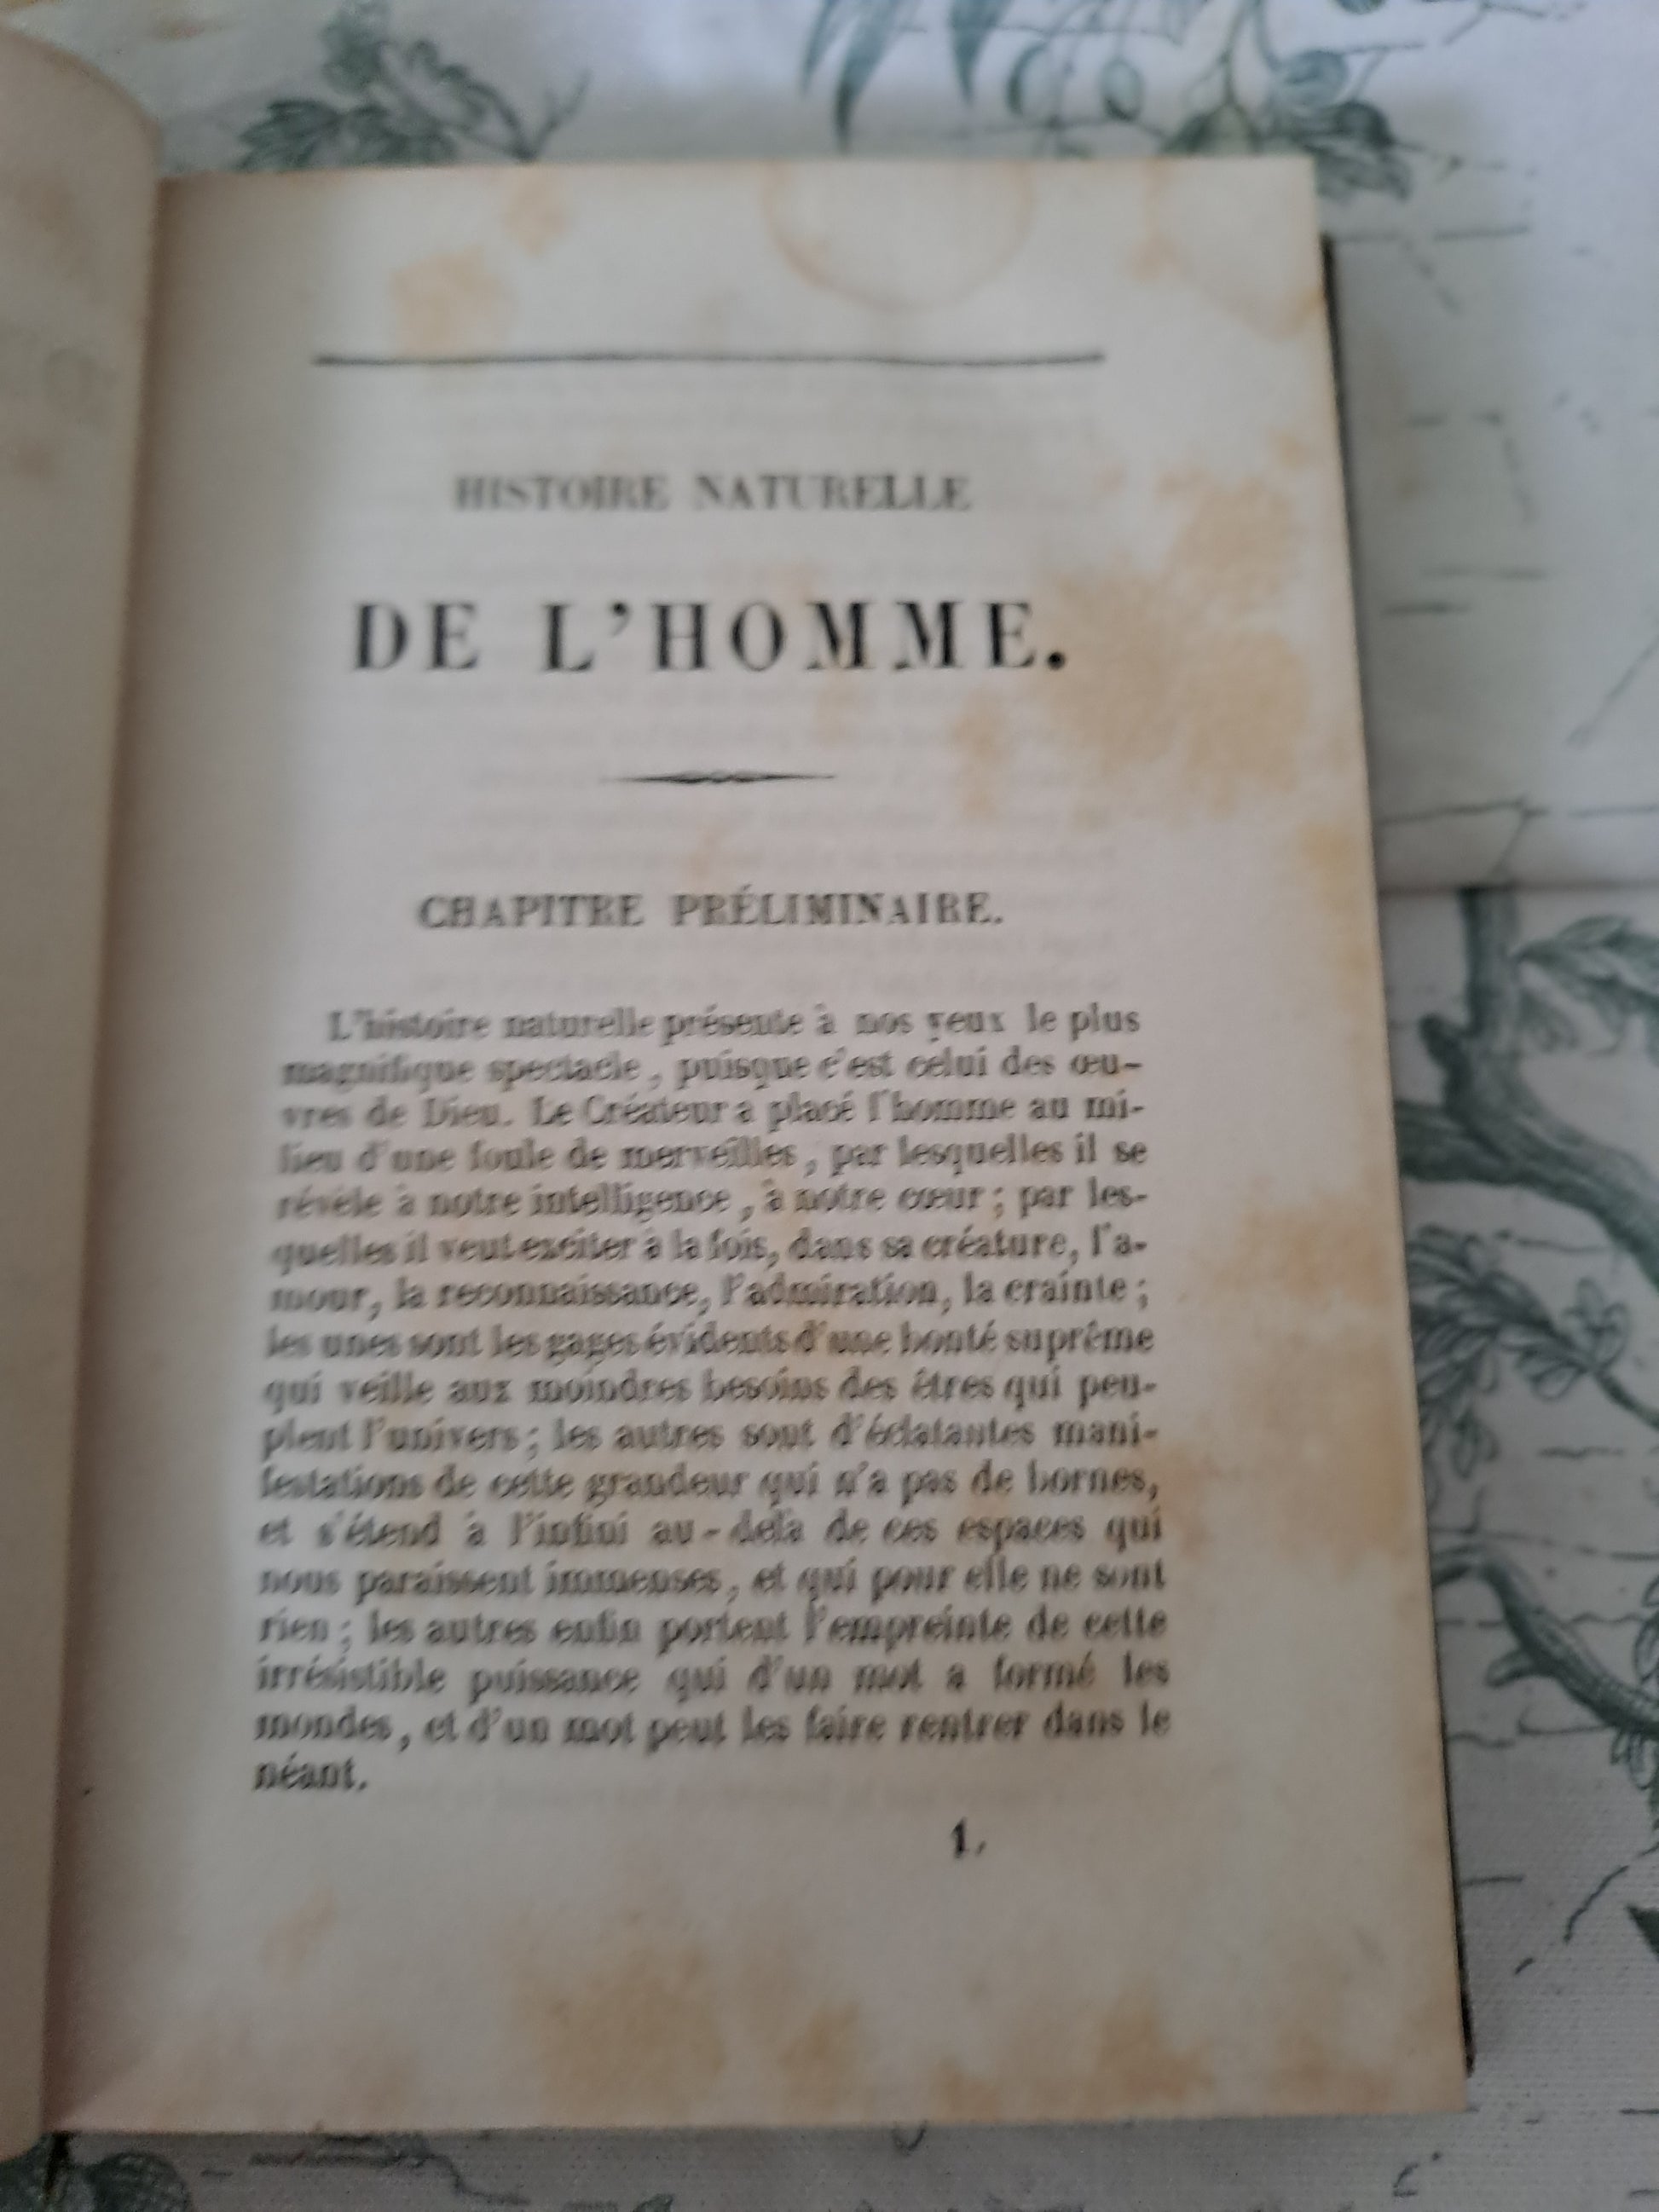 HISTOIRE NATURELLE
DE L'HOMME.
CHAPITRE PRÉLIMINAIRE.
L'histoire naturelle présente à nos yeux le plus
magnifique spectacle, puisque c'est celui des œu-
vres de Dieu. Le Créateur a placé l'homme au mi-
lieu d'une foule de merveilles, par lesquelles il se
révèle à notre intelligence, à notre cœur; par les-
quelles il veut exciter à la fois, dans sa créature, l'a-
mour, la reconnaissance, l'admiration, la crainte;
les unes sont les gages évidents d'une bonté suprême
qui veille aux moindres besoins des êtres qui peu-
plent l'univers; les autres sont d'éclatantes mani-
festations de cette grandeur qui n'a pas de bornes,
et s'étend à l'infini au-delà de ces espaces qui
nous paraissent immenses, et qui pour elle ne sont
rien; les autres enfin portent l'empreinte de cette
irrésistible puissance qui d'un mot a formé les
mondes, et d'un mot peut les faire rentrer dans le
néant.
1.